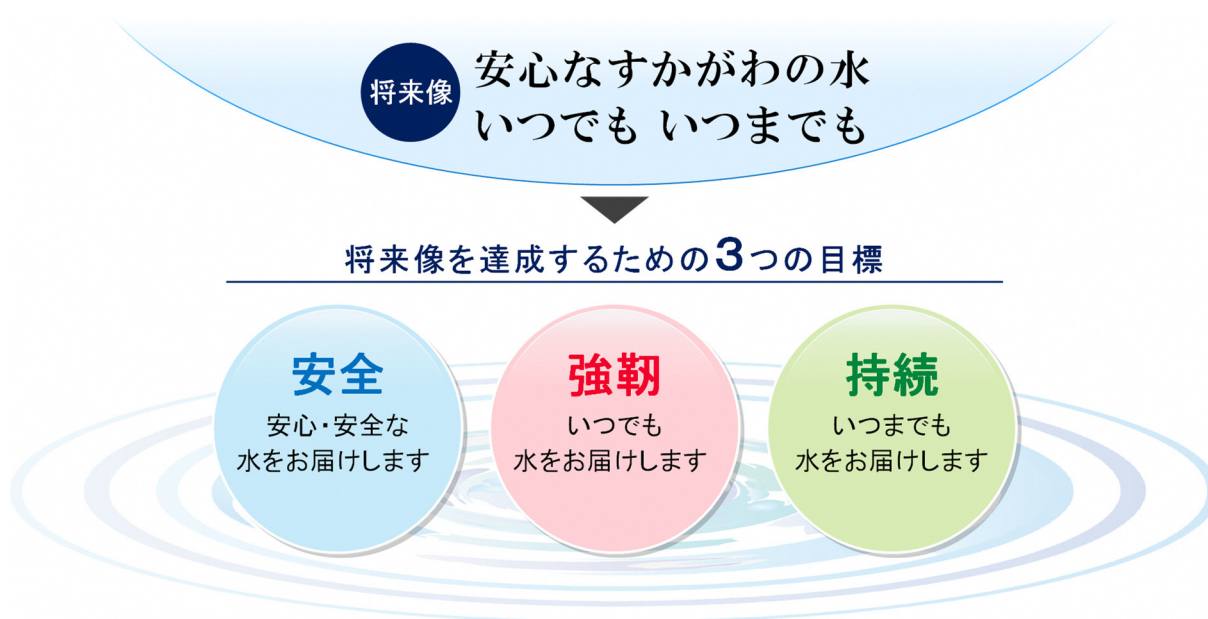 将来像
安心なすかがわの水
いつでも いつまでも
将来像を達成するための3つの目標
安全
安心・安全な
水をお届けします
強靭
いつでも
水をお届けします
持続
いつまでも
水をお届けします